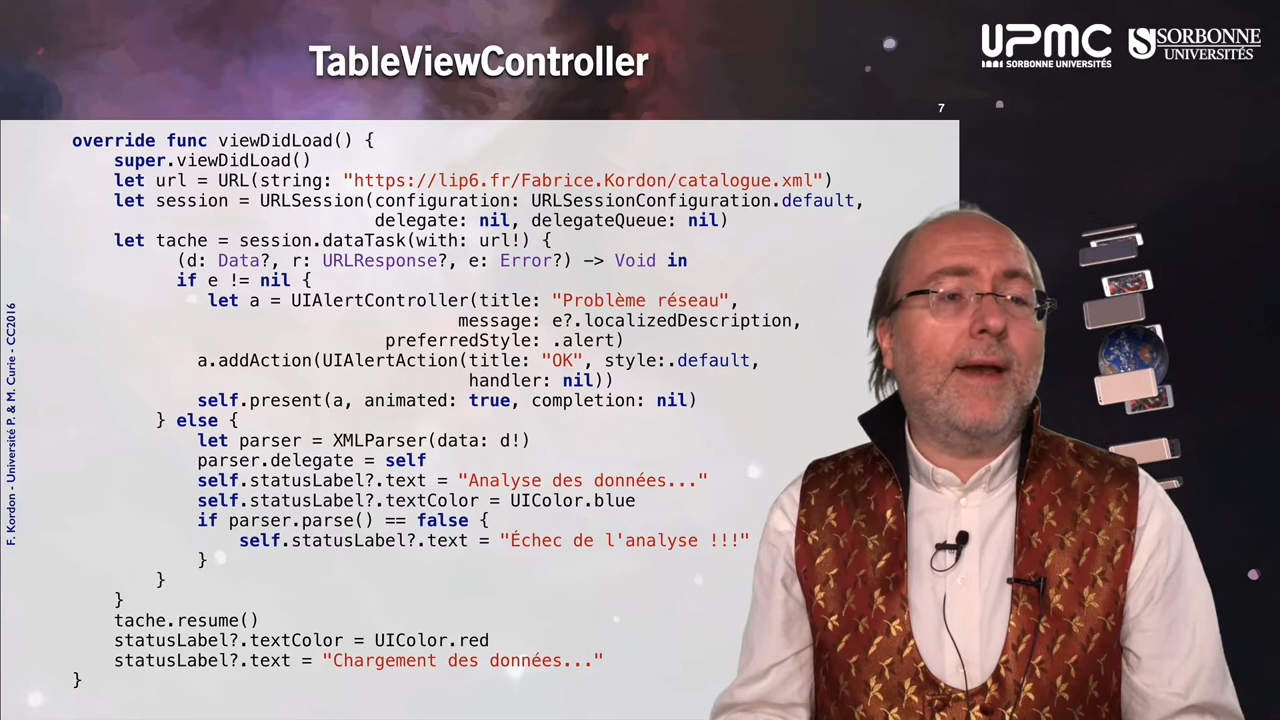 TableViewController
UPMC
SORBONNE UNIVERSITÉS
SORBONNE
UNIVERSITÉS
7
override func viewDidLoad() {
super.viewDidLoad()
let url = URL(string: "https://lip6.fr/Fabrice.Kordon/catalogue.xml")
let session = URLSession(configuration: URLSessionConfiguration.default,
delegate: nil, delegateQueue: nil)
let tache = session.dataTask(with: url!) {
(d: Data?, r: URLResponse?, e: Error?) -> Void in
if e != nil {
let a = UIAlertController(title: "Problème réseau",
message: e?.localizedDescription,
preferredStyle: .alert)
a.addAction(UIAlertAction(title: "OK", style:.default,
handler: nil))
self.present(a, animated: true, completion: nil)
} else {
let parser = XMLParser(data: d!)
parser.delegate = self
self.statusLabel?.text = "Analyse des données..."
self.statusLabel?.textColor = UIColor.blue
if parser.parse() == false {
self.statusLabel?.text = "Échec de l'analyse !!!"
}
}
}
tache.resume()
statusLabel?.textColor = UIColor.red
statusLabel?.text = "Chargement des données..."
}
F. Kordon - Université P. & M. Curie - CC2016